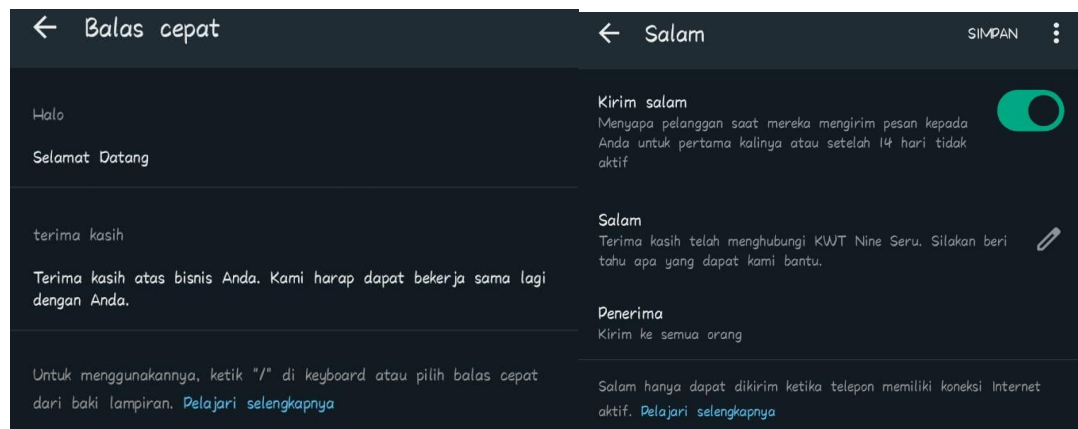 Balas cepat
Halo
Selamat Datang
terima kasih
Terima kasih atas bisnis Anda. Kami harap dapat bekerja sama lagi
dengan Anda.
Untuk menggunakannya, ketik "/" di keyboard atau pilih balas cepat
dari baki lampiran. Pelajari selengkapnya
Salam
SIMPAN
Kirim salam
Menyapa pelanggan saat mereka mengirim pesan kepada
Anda untuk pertama kalinya atau setelah 14 hari tidak
aktif
Salam
Terima kasih telah menghubungi KWT Nine Seru. Silakan beri
tahu apa yang dapat kami bantu.
Penerima
Kirim ke semua orang
Salam hanya dapat dikirim ketika telepon memiliki koneksi Internet
aktif. Pelajari selengkapnya